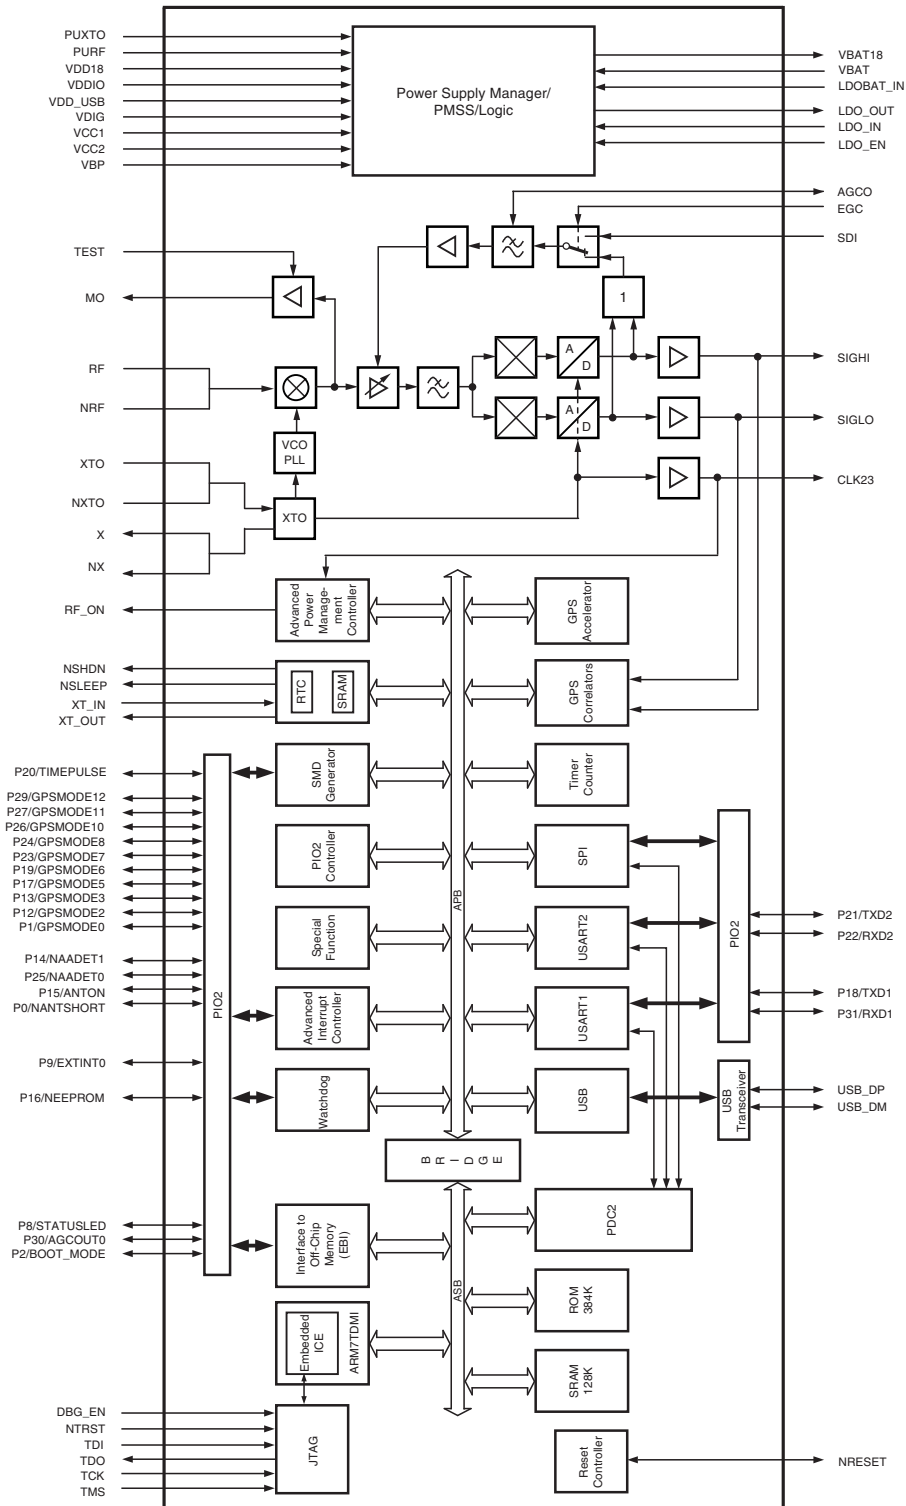 PUXTO
PURF
VDD18
VDDIO
VDD_USB
VDIG
VCC1
VCC2
VBP
Power Supply Manager/
PMSS/Logic
VBAT18
VBAT
LDOBAT_IN
LDO_OUT
LDO_IN
LDO_EN
AGCO
EGC
SDI
TEST
MO
1
RF
NRF
A
D
A
D
SIGHI
SIGLO
VCO
PLL
XTO
NXTO
XTO
X
NX
CLK23
RF_ON
Advanced
Power
Manage-
ment
Controller
GPS
Accelerator
NSHDN
NSLEEP
XT_IN
XT_OUT
RTC
SRAM
GPS
Correlators
P20/TIMEPULSE
P29/GPSMODE12
P27/GPSMODE11
P26/GPSMODE10
P24/GPSMODE8
P23/GPSMODE7
P19/GPSMODE6
P17/GPSMODE5
P13/GPSMODE3
P12/GPSMODE2
P1/GPSMODE0
P14/NAADET1
P25/NAADET0
P15/ANTON
P0/NANTSHORT
P9/EXTINT0
P16/NEEPROM
P8/STATUSLED
P30/AGCOUT0
P2/BOOT_MODE
PIO2
SMD
Generator
PIO2
Controller
Special
Function
Advanced
Interrupt
Controller
Watchdog
APB
Timer
Counter
SPI
USART2
USART1
USB
PIO2
P21/TXD2
P22/RXD2
P18/TXD1
P31/RXD1
USB
Transceiver
USB_DP
USB_DM
B R I D G E
Interface to
Off-Chip
Memory
(EBI)
ASB
PDC2
ROM
384K
SRAM
128K
Embedded
ICE
ARM7TDMI
DBG_EN
NTRST
TDI
TDO
TCK
TMS
JTAG
Reset
Controller
NRESET